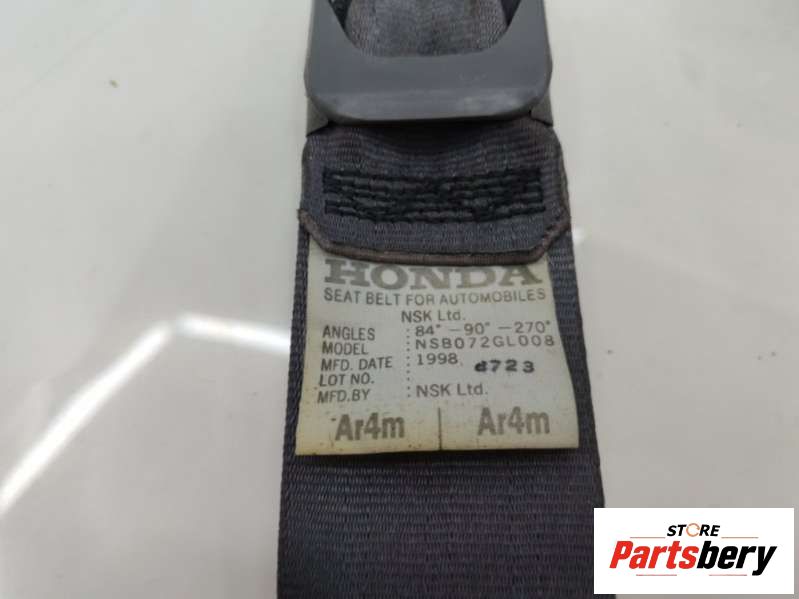 HONDA
SEAT BELT FOR AUTOMOBILES
NSK Ltd.
ANGLES : 84° -90° -270°
MODEL : NSB072GL008
MFD. DATE : 1998. d723
LOT NO. :
MFD.BY : NSK Ltd.
Ar4m Ar4m
STORE
Partsbery